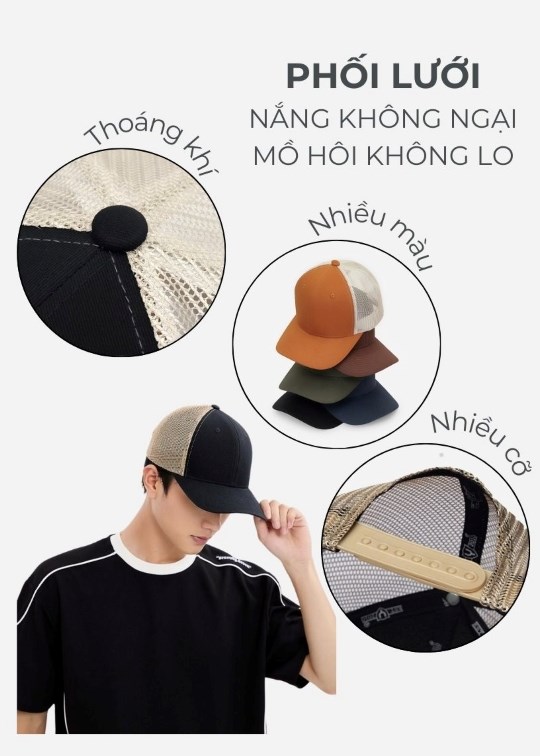 PHỐI LƯỚI
NẮNG KHÔNG NGẠI
MỒ HÔI KHÔNG LO
Thoáng khí
Nhiều màu
Nhiều cỡ